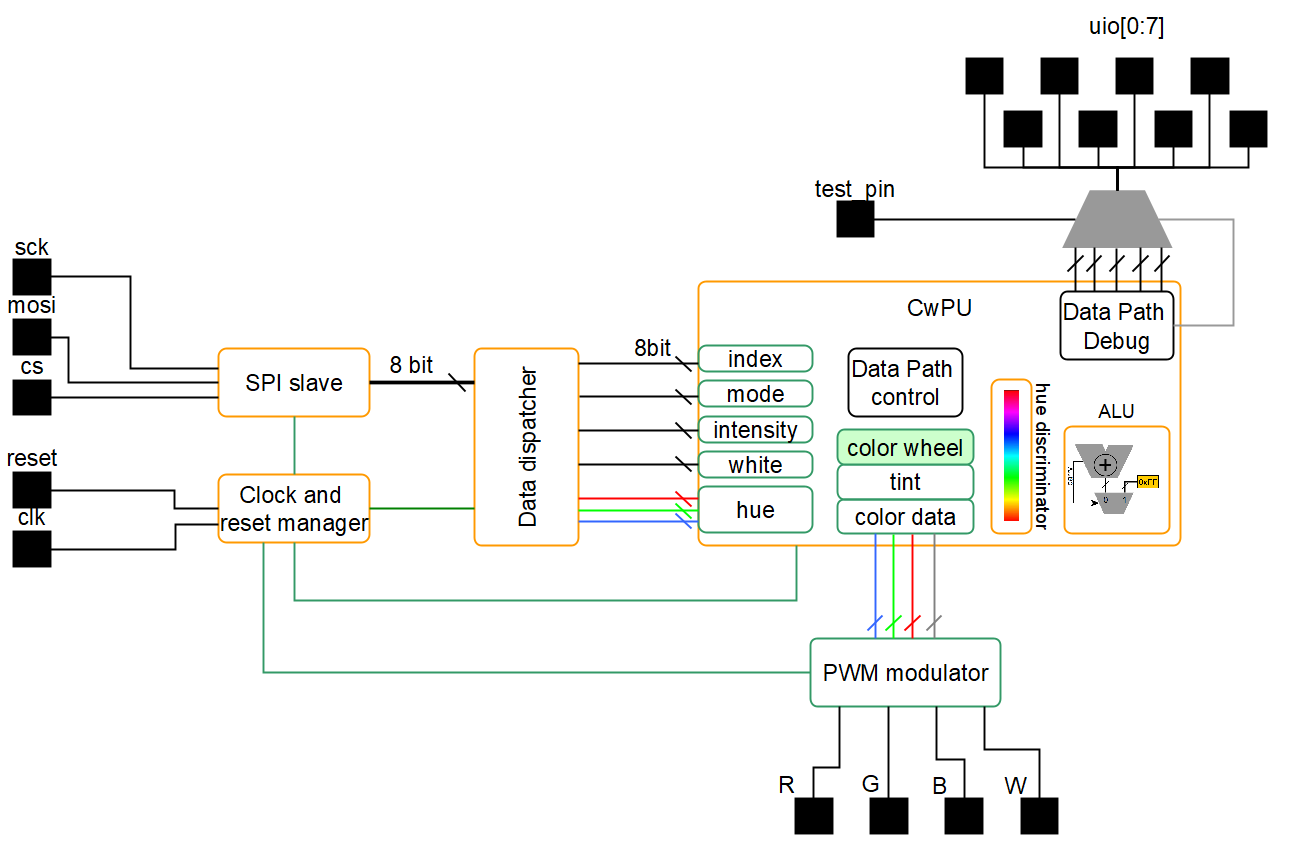 uio[0:7]
test_pin
sck
mosi
cs
reset
clk
SPI slave
8 bit
Clock and
reset manager
Data dispatcher
8bit
CwPU
index
mode
intensity
white
hue
Data Path
control
color wheel
tint
color data
hue discriminator
Data Path
Debug
ALU
+
0xFF
0 1
PWM modulator
R
G
B
W